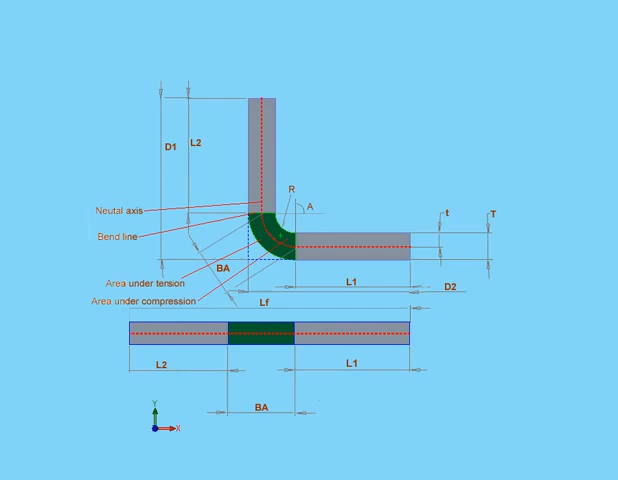 D1
L2
R
A
Neutal axis
t
T
Bend line
BA
Area under tension
L1
D2
Area under compression
Lf
L2
L1
BA
Y
X